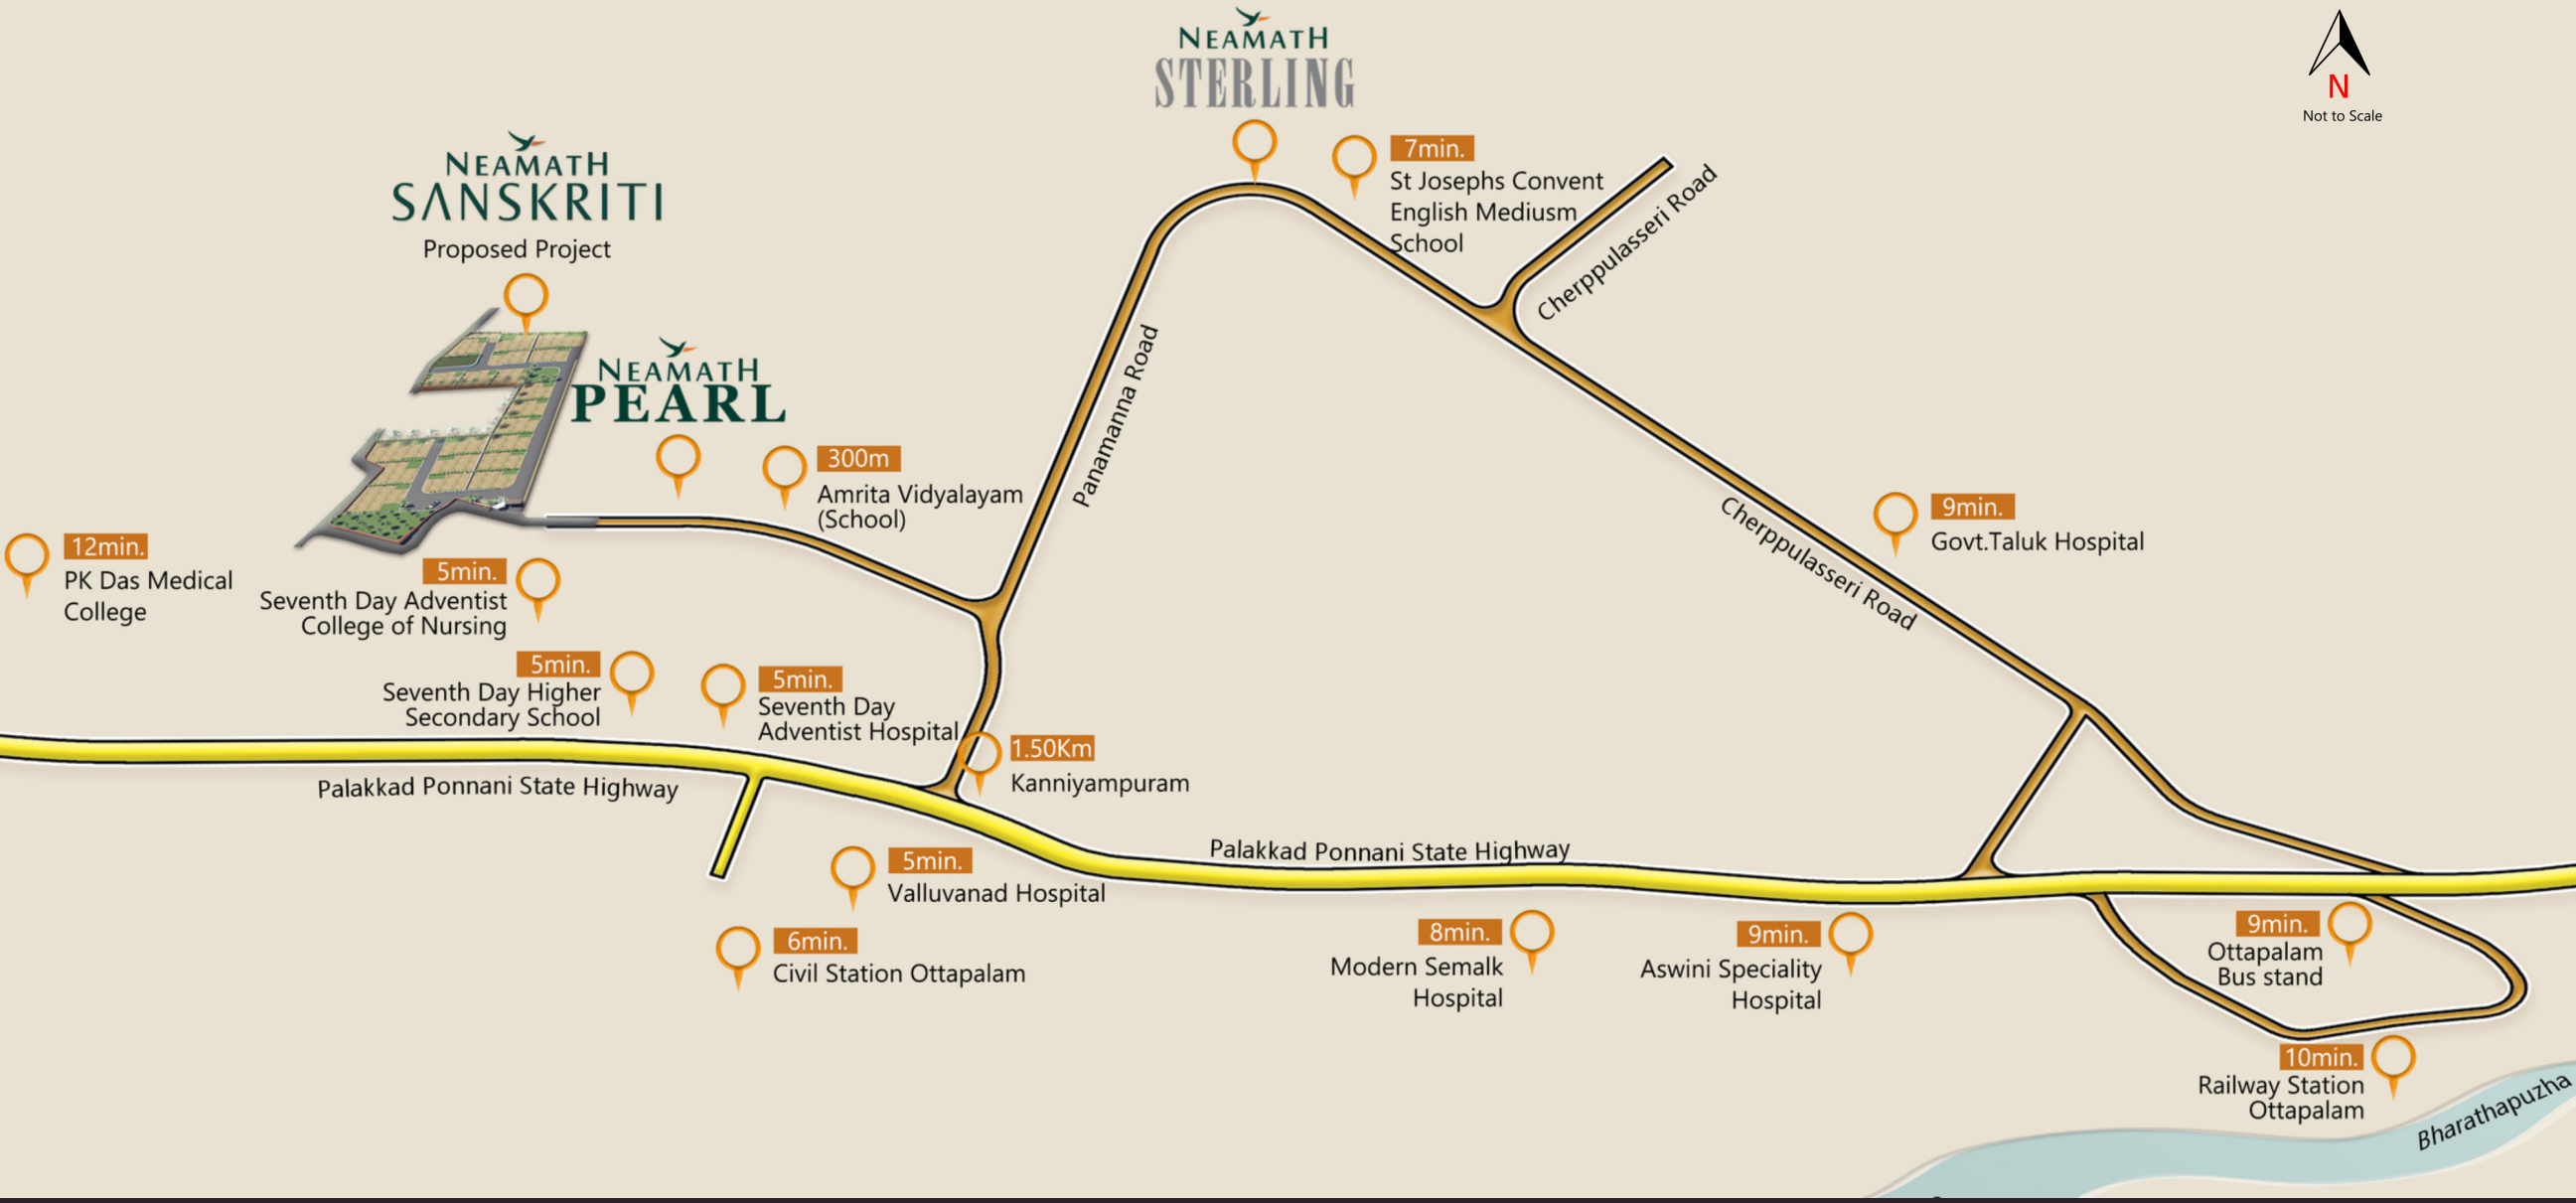 NEAMATH
STERLING
N
Not to Scale
NEAMATH
SANSKRITI
Proposed Project
7min.
St Josephs Convent
English Mediusm
School
Cherppulasseri Road
NEAMATH
PEARL
Panamanna Road
300m
Amrita Vidyalayam
(School)
Cherppulasseri Road
9min.
Govt.Taluk Hospital
12min.
PK Das Medical
College
5min.
Seventh Day Adventist
College of Nursing
5min.
Seventh Day Higher
Secondary School
5min.
Seventh Day
Adventist Hospital
1.50Km
Kanniyampuram
Palakkad Ponnani State Highway
Palakkad Ponnani State Highway
5min.
Valluvanad Hospital
6min.
Civil Station Ottapalam
8min.
Modern Semalk
Hospital
9min.
Aswini Speciality
Hospital
9min.
Ottapalam
Bus stand
10min.
Railway Station
Ottapalam
Bharathapuzha